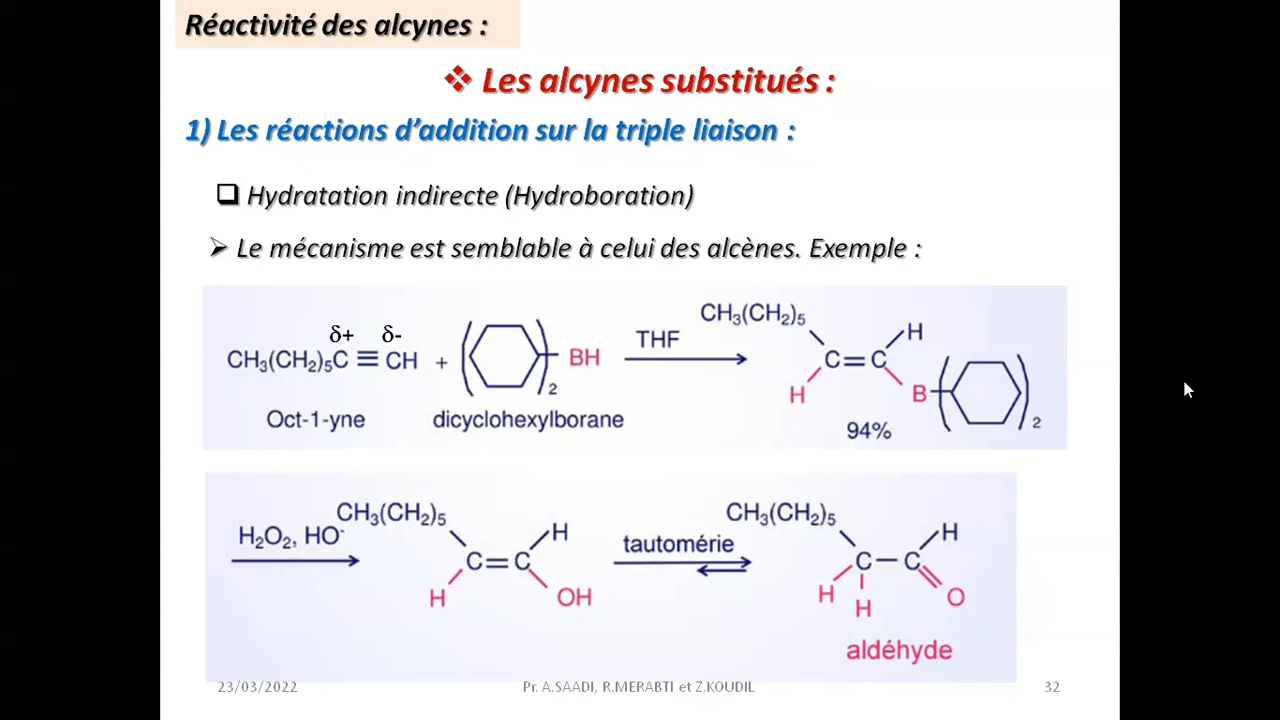 Réactivité des alcynes :
❖ Les alcynes substitués :
1) Les réactions d’addition sur la triple liaison :
❑ Hydratation indirecte (Hydroboration)
➢ Le mécanisme est semblable à celui des alcènes. Exemple :
δ+ δ-
CH₃(CH₂)₅C ≡ CH + ( )₂ BH
THF
CH₃(CH₂)₅ H
C=C
H B ( )₂
Oct-1-yne dicyclohexylborane
94%
H₂O₂, HO⁻
CH₃(CH₂)₅ H
C=C
H OH
tautomérie
CH₃(CH₂)₅ H
C–C
H H O
aldéhyde
23/03/2022 Pr. A.SAADI, R.MERABTI et Z.KOUDIL 32